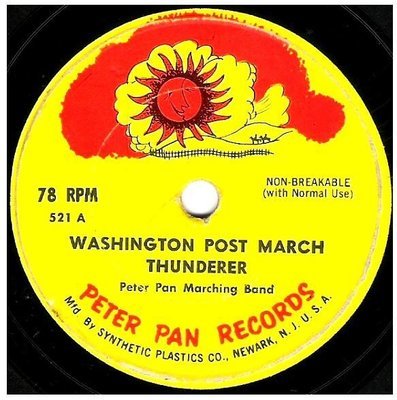 78 RPM
521 A
NON-BREAKABLE
(with Normal Use)
WASHINGTON POST MARCH
THUNDERER
Peter Pan Marching Band
PETER PAN RECORDS
Mfd By SYNTHETIC PLASTICS CO., NEWARK, N.J. U.S.A.